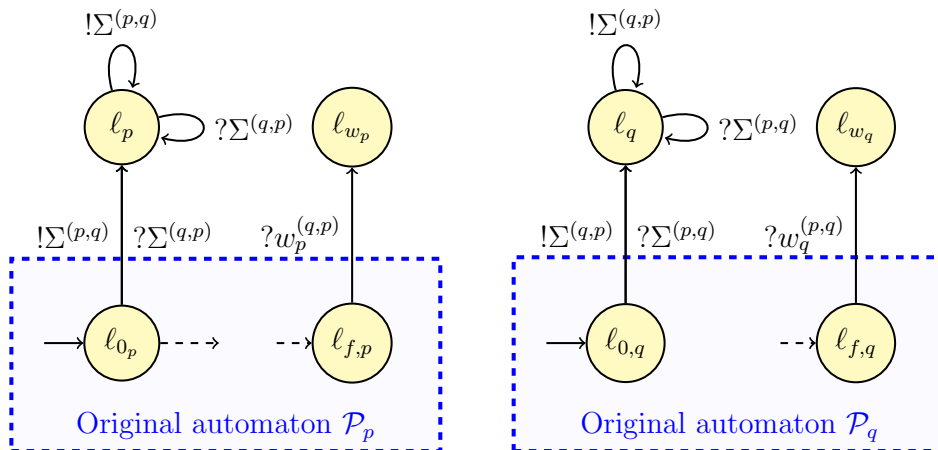 !Σ^{(p,q)}
ℓ_p
?Σ^{(q,p)}
ℓ_{w_p}
!Σ^{(p,q)} ?Σ^{(q,p)}
?w_p^{(q,p)}
ℓ_{0_p}
ℓ_{f,p}
Original automaton 𝒫_p
!Σ^{(q,p)}
ℓ_q
?Σ^{(p,q)}
ℓ_{w_q}
!Σ^{(q,p)} ?Σ^{(p,q)}
?w_q^{(p,q)}
ℓ_{0,q}
ℓ_{f,q}
Original automaton 𝒫_q